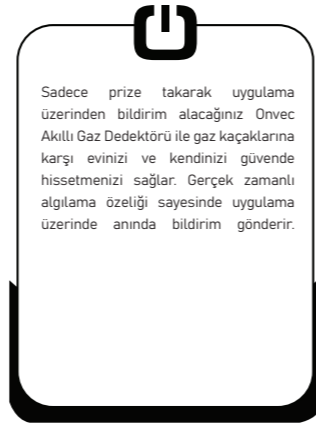 Sadece prize takarak uygulama
üzerinden bildirim alacağınız Onvec
Akıllı Gaz Dedektörü ile gaz kaçaklarına
karşı evinizi ve kendinizi güvende
hissetmenizi sağlar. Gerçek zamanlı
algılama özeliği sayesinde uygulama
üzerinde anında bildirim gönderir.